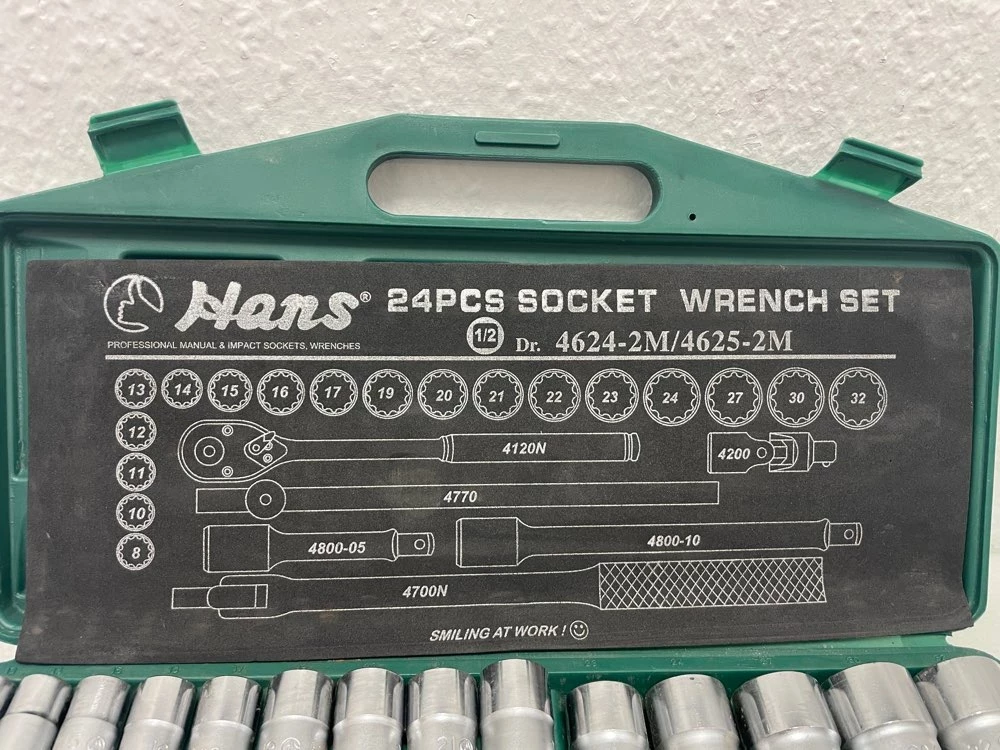 Hans® 24PCS SOCKET WRENCH SET
PROFESSIONAL MANUAL & IMPACT SOCKETS, WRENCHES
1/2 Dr. 4624-2M/4625-2M
13 14 15 16 17 19 20 21 22 23 24 27 30 32
12
11
10
8
4120N
4200
4770
4800-05
4800-10
4700N
SMILING AT WORK !
21